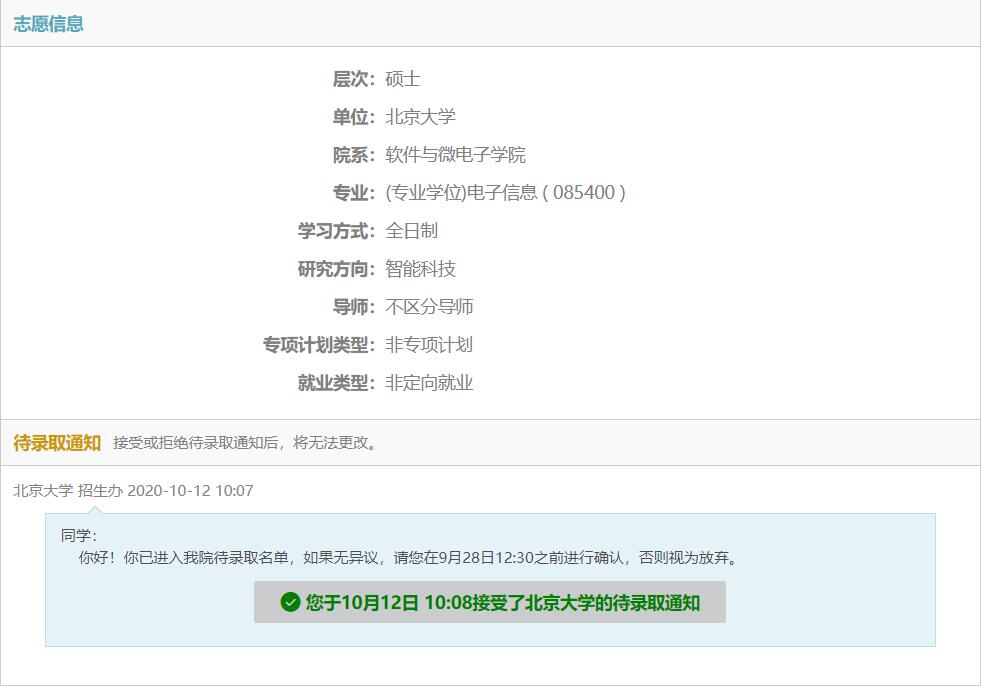 志愿信息
层次：硕士
单位：北京大学
院系：软件与微电子学院
专业：(专业学位)电子信息 ( 085400 )
学习方式：全日制
研究方向：智能科技
导师：不区分导师
专项计划类型：非专项计划
就业类型：非定向就业
待录取通知 接受或拒绝待录取通知后，将无法更改。
北京大学 招生办 2020-10-12 10:07
同学：
你好！你已进入我院待录取名单，如果无异议，请您在9月28日12:30之前进行确认，否则视为放弃。
您于10月12日 10:08接受了北京大学的待录取通知